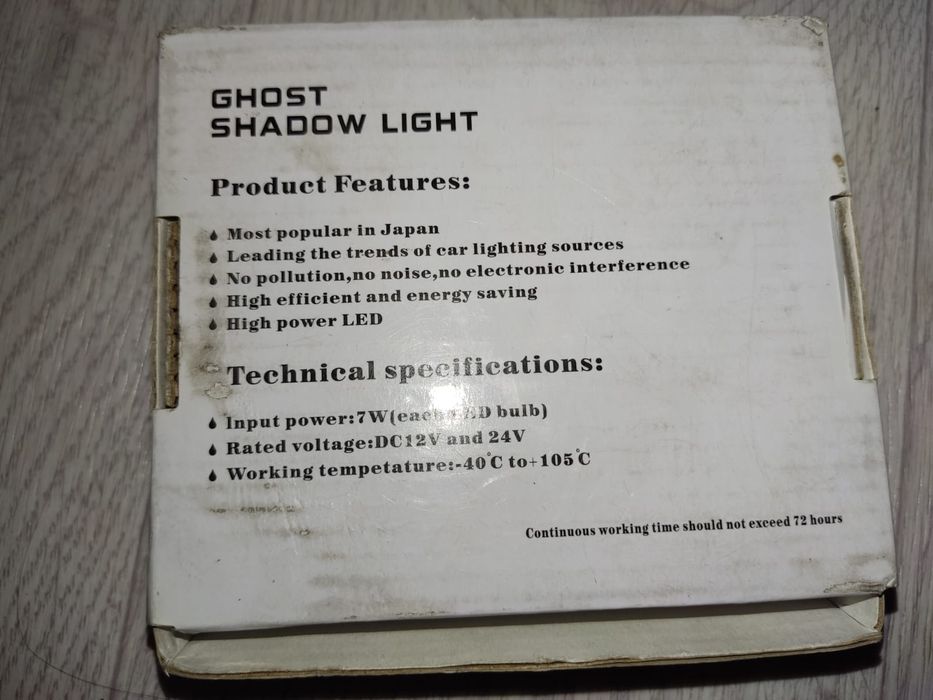 GHOST
SHADOW LIGHT
Product Features:
Most popular in Japan
Leading the trends of car lighting sources
No pollution,no noise,no electronic interference
High efficient and energy saving
High power LED
Technical specifications:
Input power:7W(each LED bulb)
Rated voltage:DC12V and 24V
Working tempetature:-40℃ to+105℃
Continuous working time should not exceed 72 hours